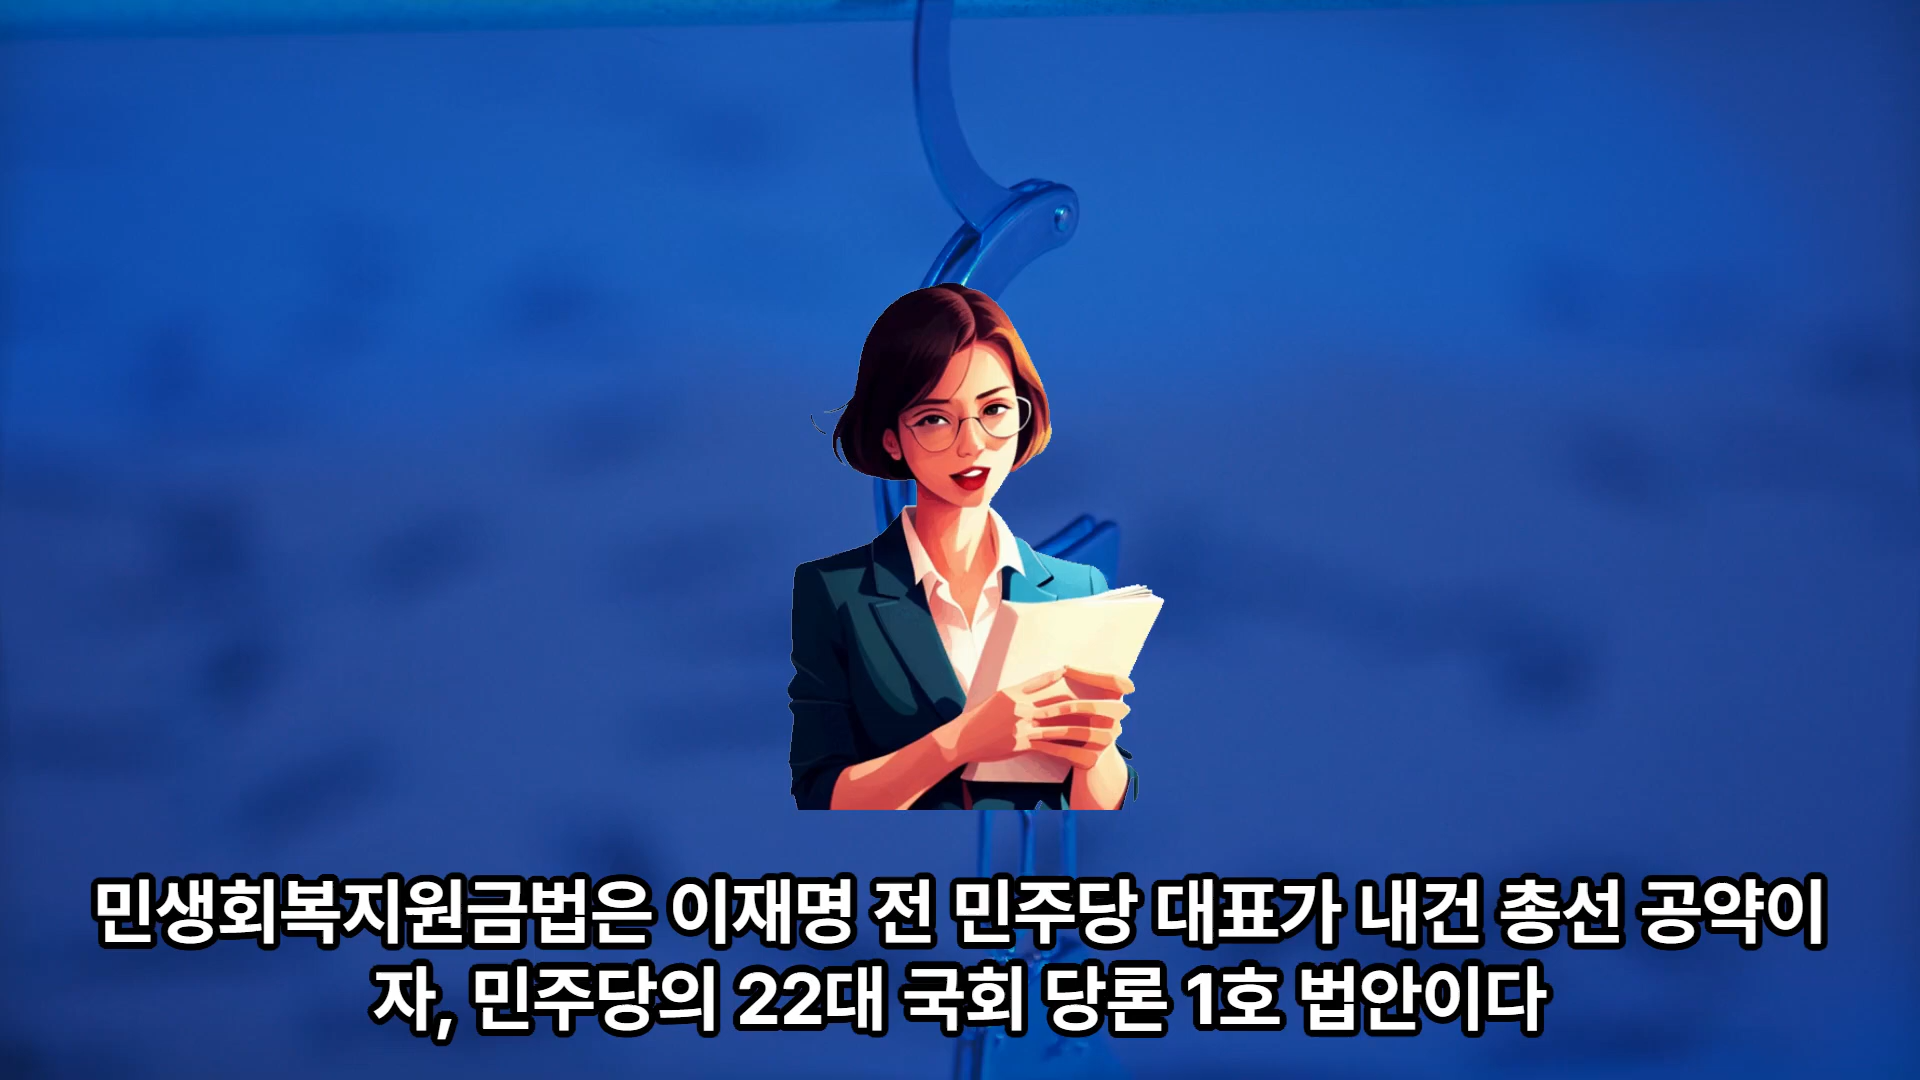 민생회복지원금법은 이재명 전 민주당 대표가 내건 총선 공약이
자, 민주당의 22대 국회 당론 1호 법안이다